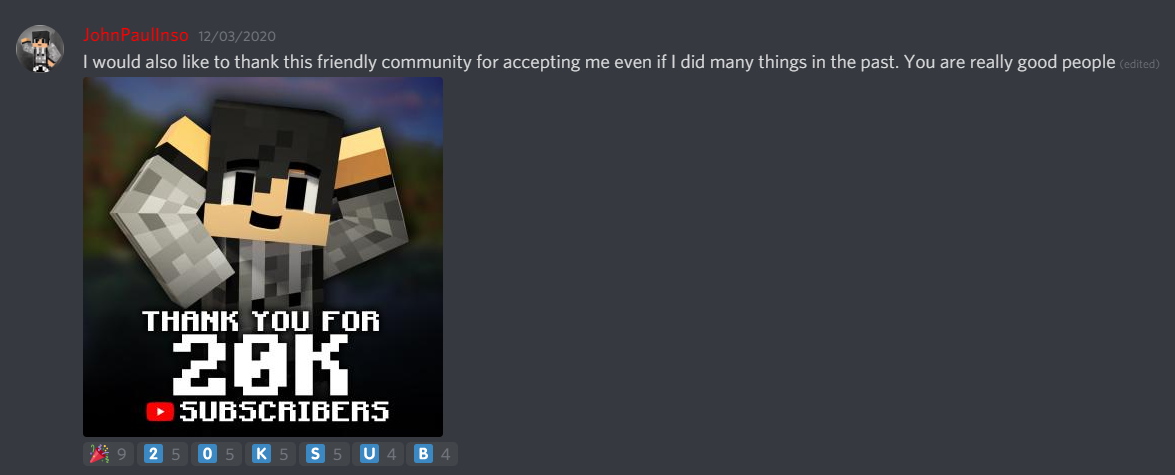 JohnPaulInso 12/03/2020
I would also like to thank this friendly community for accepting me even if I did many things in the past. You are really good people (edited)
THANK YOU FOR
20K
SUBSCRIBERS
9 2 5 0 5 K 5 S 5 U 4 B 4